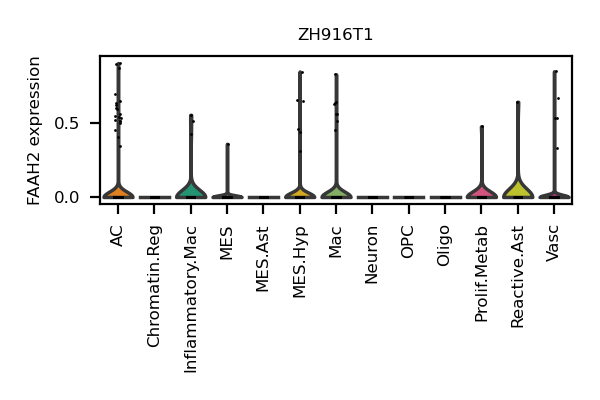 ZH916T1
FAAH2 expression
0.5
0.0
AC
Chromatin.Reg
Inflammatory.Mac
MES
MES.Ast
MES.Hyp
Mac
Neuron
OPC
Oligo
Prolif.Metab
Reactive.Ast
Vasc